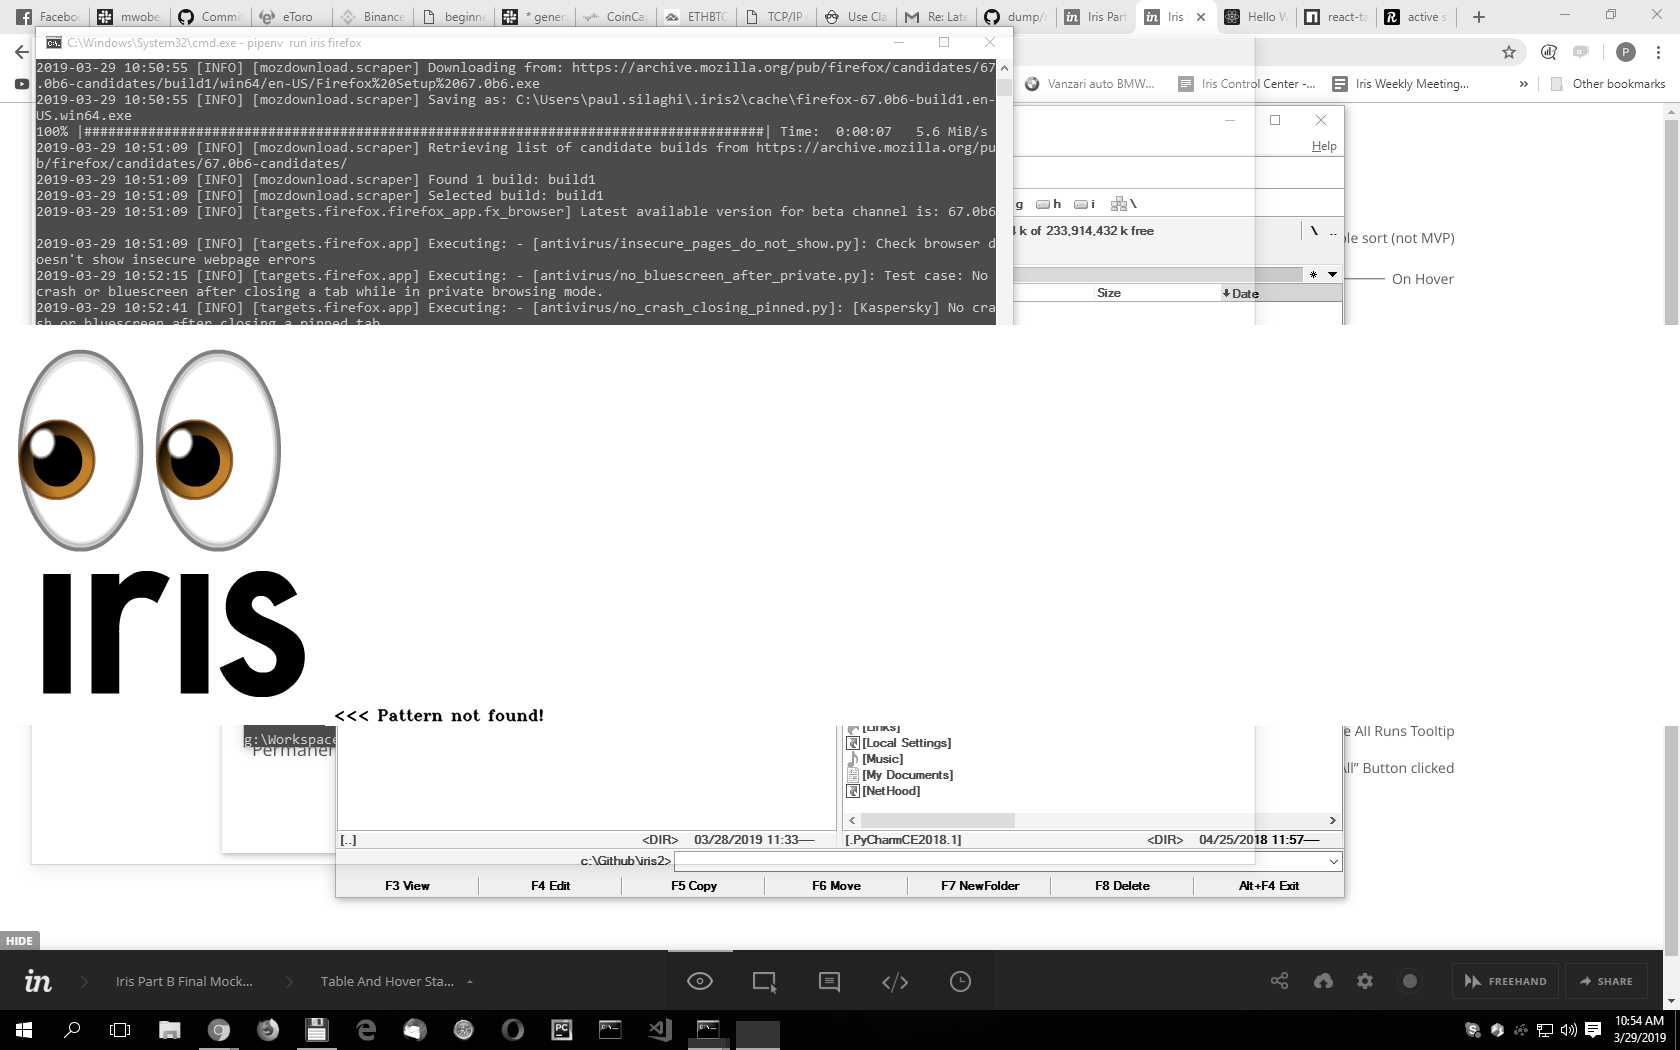 Faceboo
mwobe
Commi
eToro
Binance
beginne
* gener
CoinCa
ETHBTC
TCP/IP
Use Cla
Re: Late
dump/r
Iris Part
Iris
Hello W
react-ta
active s
C:\Windows\System32\cmd.exe - pipenv run iris firefox
P
Vanzari auto BMW...
Iris Control Center -...
Iris Weekly Meeting...
»
Other bookmarks
2019-03-29 10:50:55 [INFO] [mozdownload.scraper] Downloading from: https://archive.mozilla.org/pub/firefox/candidates/67
.0b6-candidates/build1/win64/en-US/Firefox%20Setup%2067.0b6.exe
2019-03-29 10:50:55 [INFO] [mozdownload.scraper] Saving as: C:\Users\paul.silaghi\.iris2\cache\firefox-67.0b6-build1.en-
US.win64.exe
100% |#####################################################################################| Time:  0:00:07   5.6 MiB/s
2019-03-29 10:51:09 [INFO] [mozdownload.scraper] Retrieving list of candidate builds from https://archive.mozilla.org/pu
b/firefox/candidates/67.0b6-candidates/
2019-03-29 10:51:09 [INFO] [mozdownload.scraper] Found 1 build: build1
2019-03-29 10:51:09 [INFO] [mozdownload.scraper] Selected build: build1
2019-03-29 10:51:09 [INFO] [targets.firefox.firefox_app.fx_browser] Latest available version for beta channel is: 67.0b6
2019-03-29 10:51:09 [INFO] [targets.firefox.app] Executing: - [antivirus/insecure_pages_do_not_show.py]: Check browser d
oesn't show insecure webpage errors
2019-03-29 10:52:15 [INFO] [targets.firefox.app] Executing: - [antivirus/no_bluescreen_after_private.py]: Test case: No
crash or bluescreen after closing a tab while in private browsing mode.
2019-03-29 10:52:41 [INFO] [targets.firefox.app] Executing: - [antivirus/no_crash_closing_pinned.py]: [Kaspersky] No cra
sh or bluescreen after closing a pinned tab
Help
g h i \
k of 233,914,432 k free
\ ..
* 
Size
Date
le sort (not MVP)
On Hover
iris
<<< Pattern not found!
g:\Workspace
Permaner
[Links]
[Local Settings]
[Music]
[My Documents]
[NetHood]
e All Runs Tooltip
All" Button clicked
[..] <DIR> 03/28/2019 11:33----
[.PyCharmCE2018.1] <DIR> 04/25/2018 11:57----
c:\Github\iris2>
F3 View
F4 Edit
F5 Copy
F6 Move
F7 NewFolder
F8 Delete
Alt+F4 Exit
HIDE
in
Iris Part B Final Mock...
Table And Hover Sta...
FREEHAND
SHARE
10:54 AM
3/29/2019